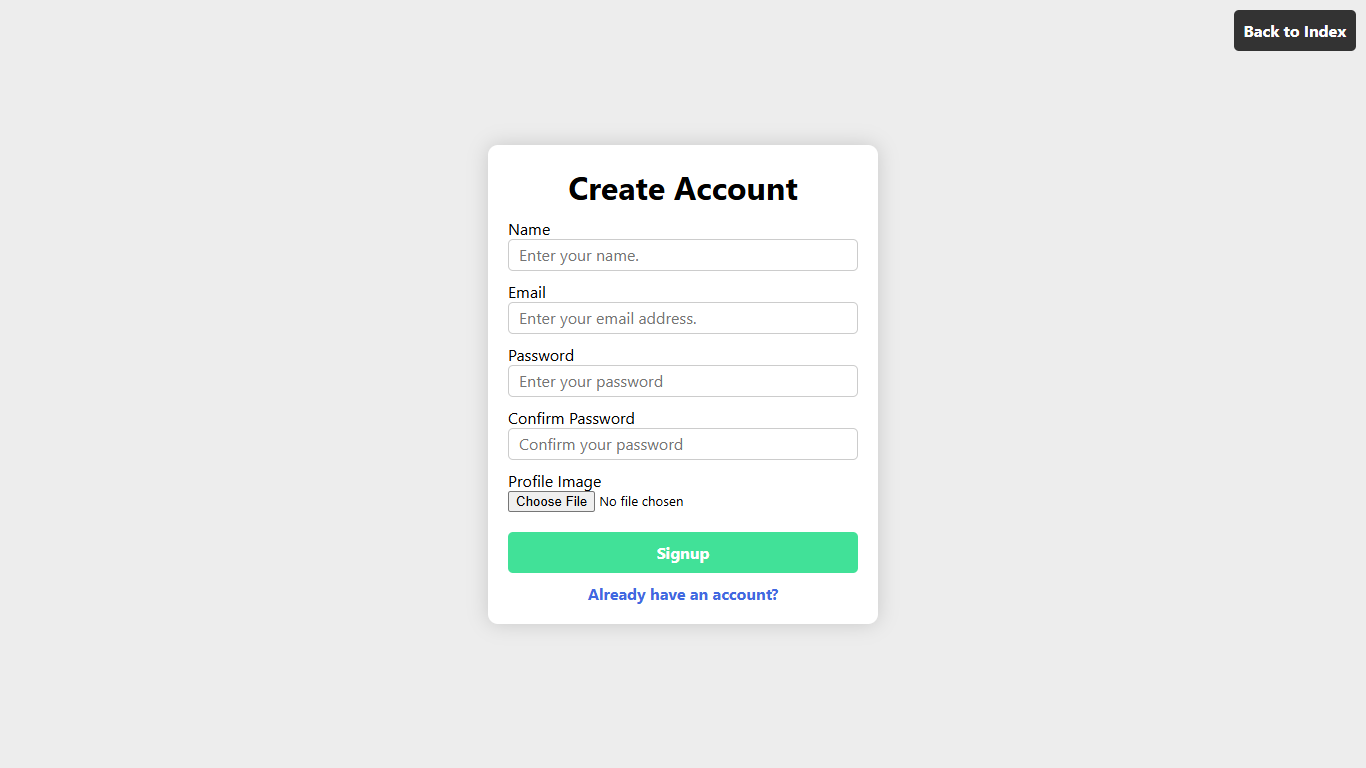 Back to Index
Create Account
Name
Enter your name.
Email
Enter your email address.
Password
Enter your password
Confirm Password
Confirm your password
Profile Image
Choose File No file chosen
Signup
Already have an account?